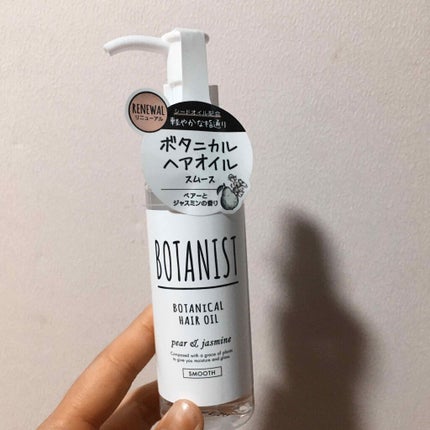 RENEWAL
リニューアル
シードオイル配合
軽やかな指通り
ボタニカル
ヘアオイル
スムース
ペアーと
ジャスミンの香り
BOTANIST
BOTANICAL
HAIR OIL
pear & jasmine
Composed with a grace of plants
to give you moisture and gloss.
SMOOTH